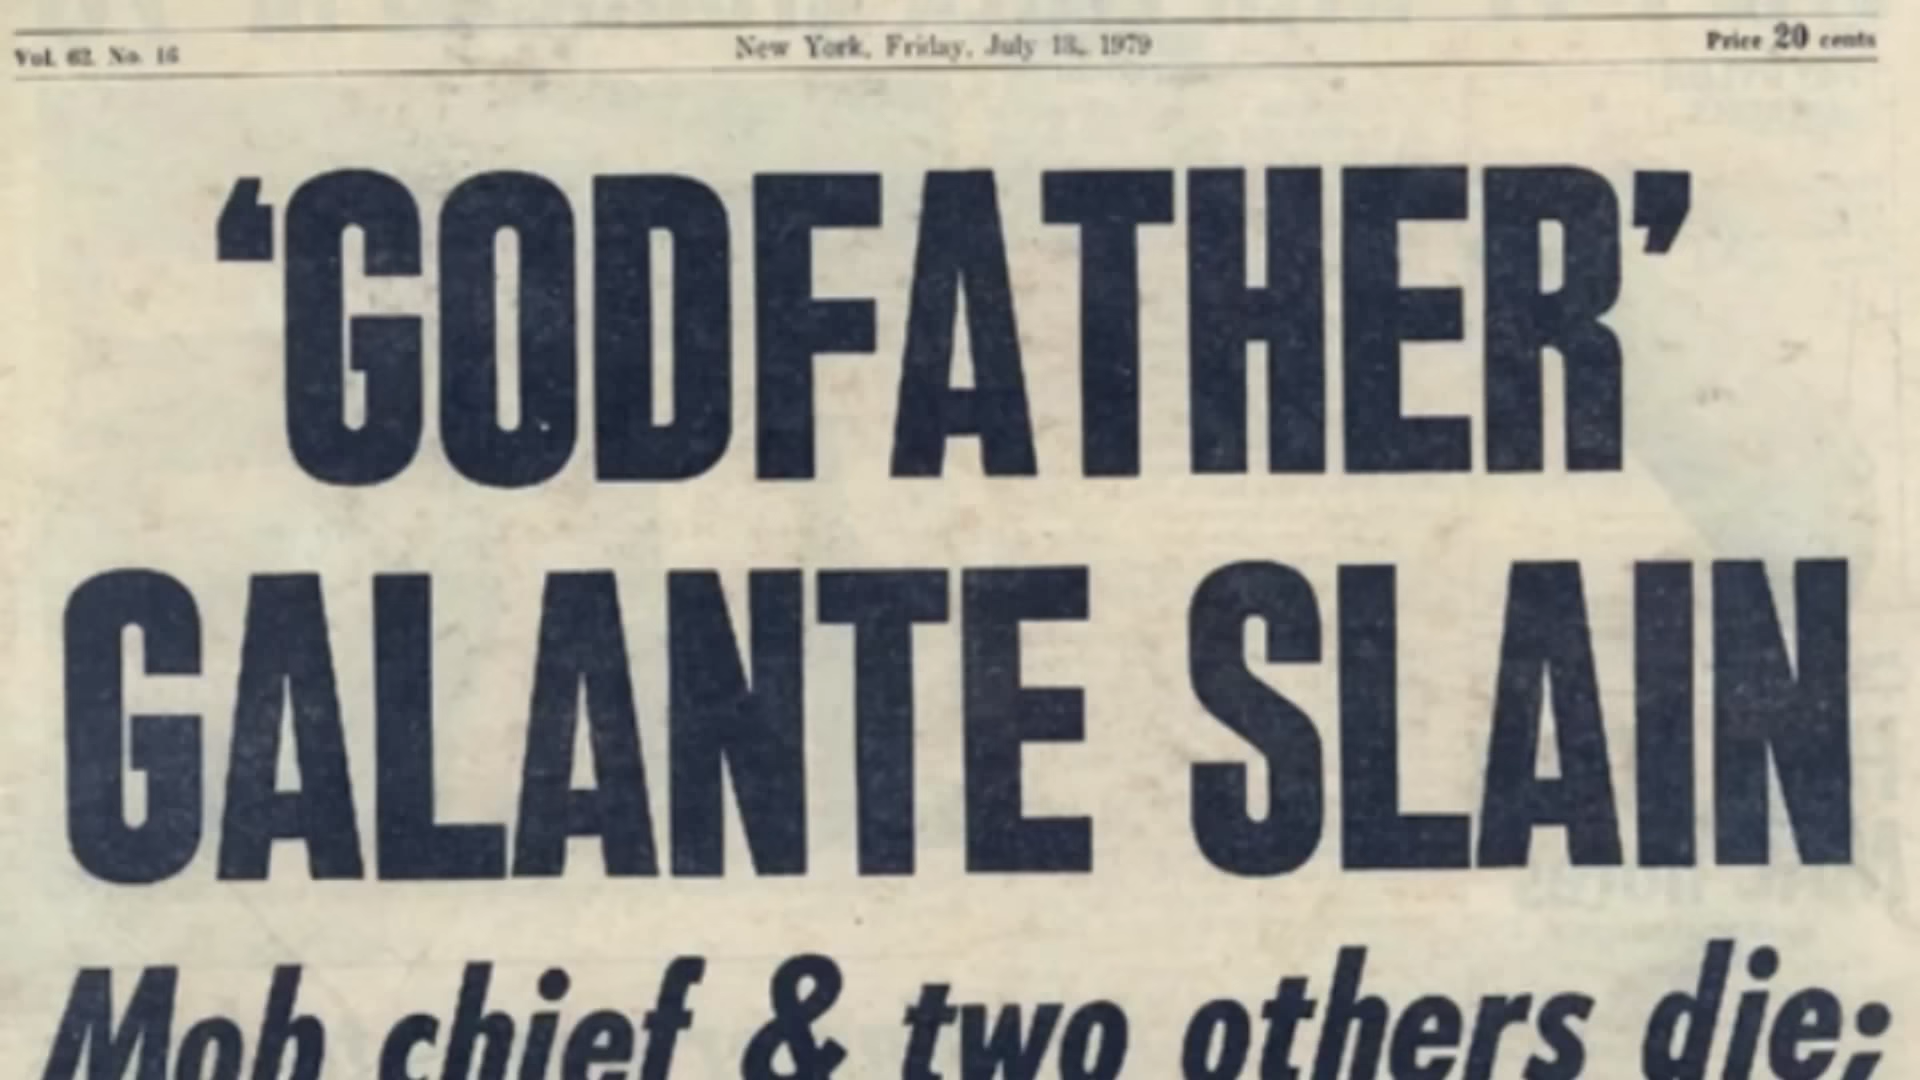 Vol. 62. No. 16 New York, Friday, July 13, 1979 Price 20 cents
‘GODFATHER’
GALANTE SLAIN
Mob chief & two others die;